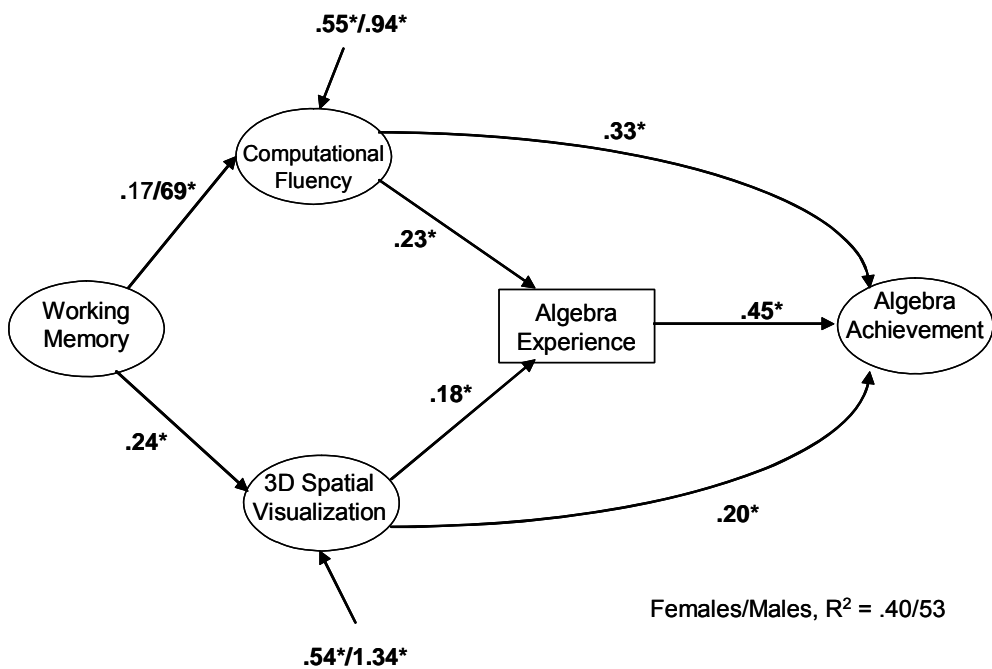 .55*/.94*
.33*
Computational
Fluency
.17/69*
.23*
Working
Memory
Algebra
Experience
.45*
Algebra
Achievement
.18*
.24*
3D Spatial
Visualization
.20*
Females/Males, R² = .40/53
.54*/1.34*